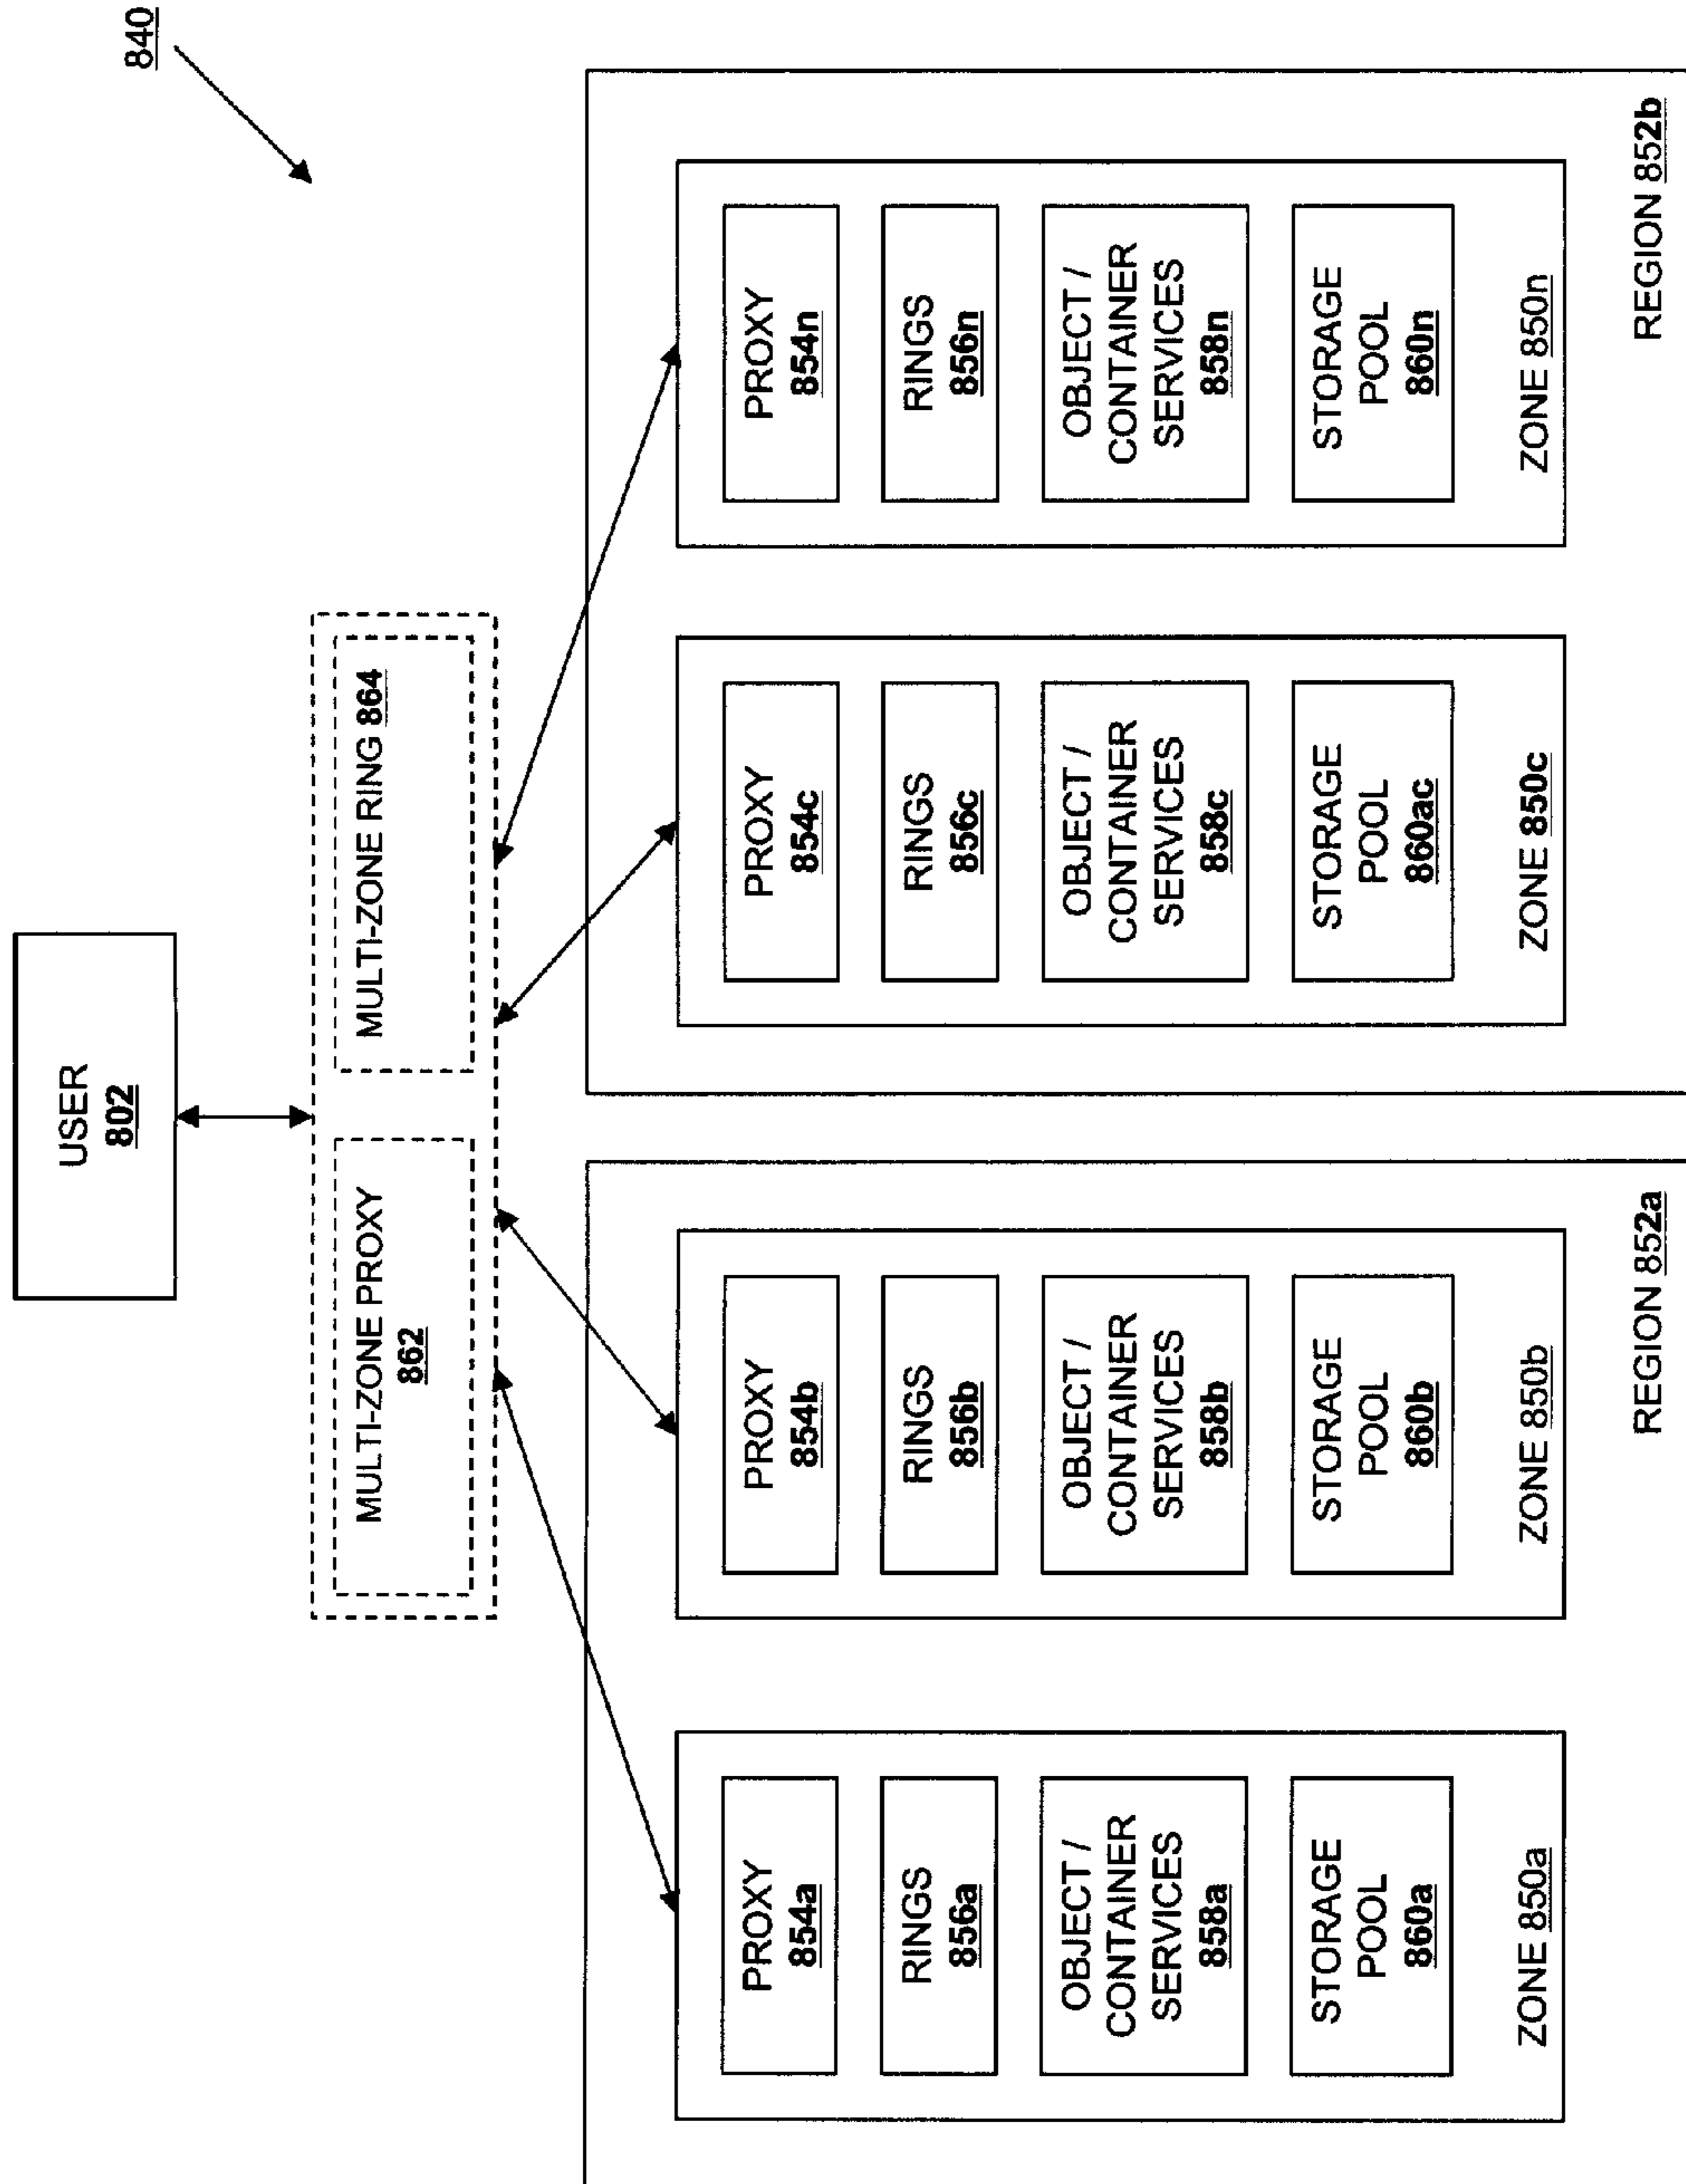 840
USER
802
MULTI-ZONE PROXY
862
MULTI-ZONE RING 864
PROXY
854a
RINGS
856a
OBJECT /
CONTAINER
SERVICES
858a
STORAGE
POOL
860a
ZONE 850a
PROXY
854b
RINGS
856b
OBJECT /
CONTAINER
SERVICES
858b
STORAGE
POOL
860b
ZONE 850b
REGION 852a
PROXY
854c
RINGS
856c
OBJECT /
CONTAINER
SERVICES
858c
STORAGE
POOL
860ac
ZONE 850c
PROXY
854n
RINGS
856n
OBJECT /
CONTAINER
SERVICES
858n
STORAGE
POOL
860n
ZONE 850n
REGION 852b